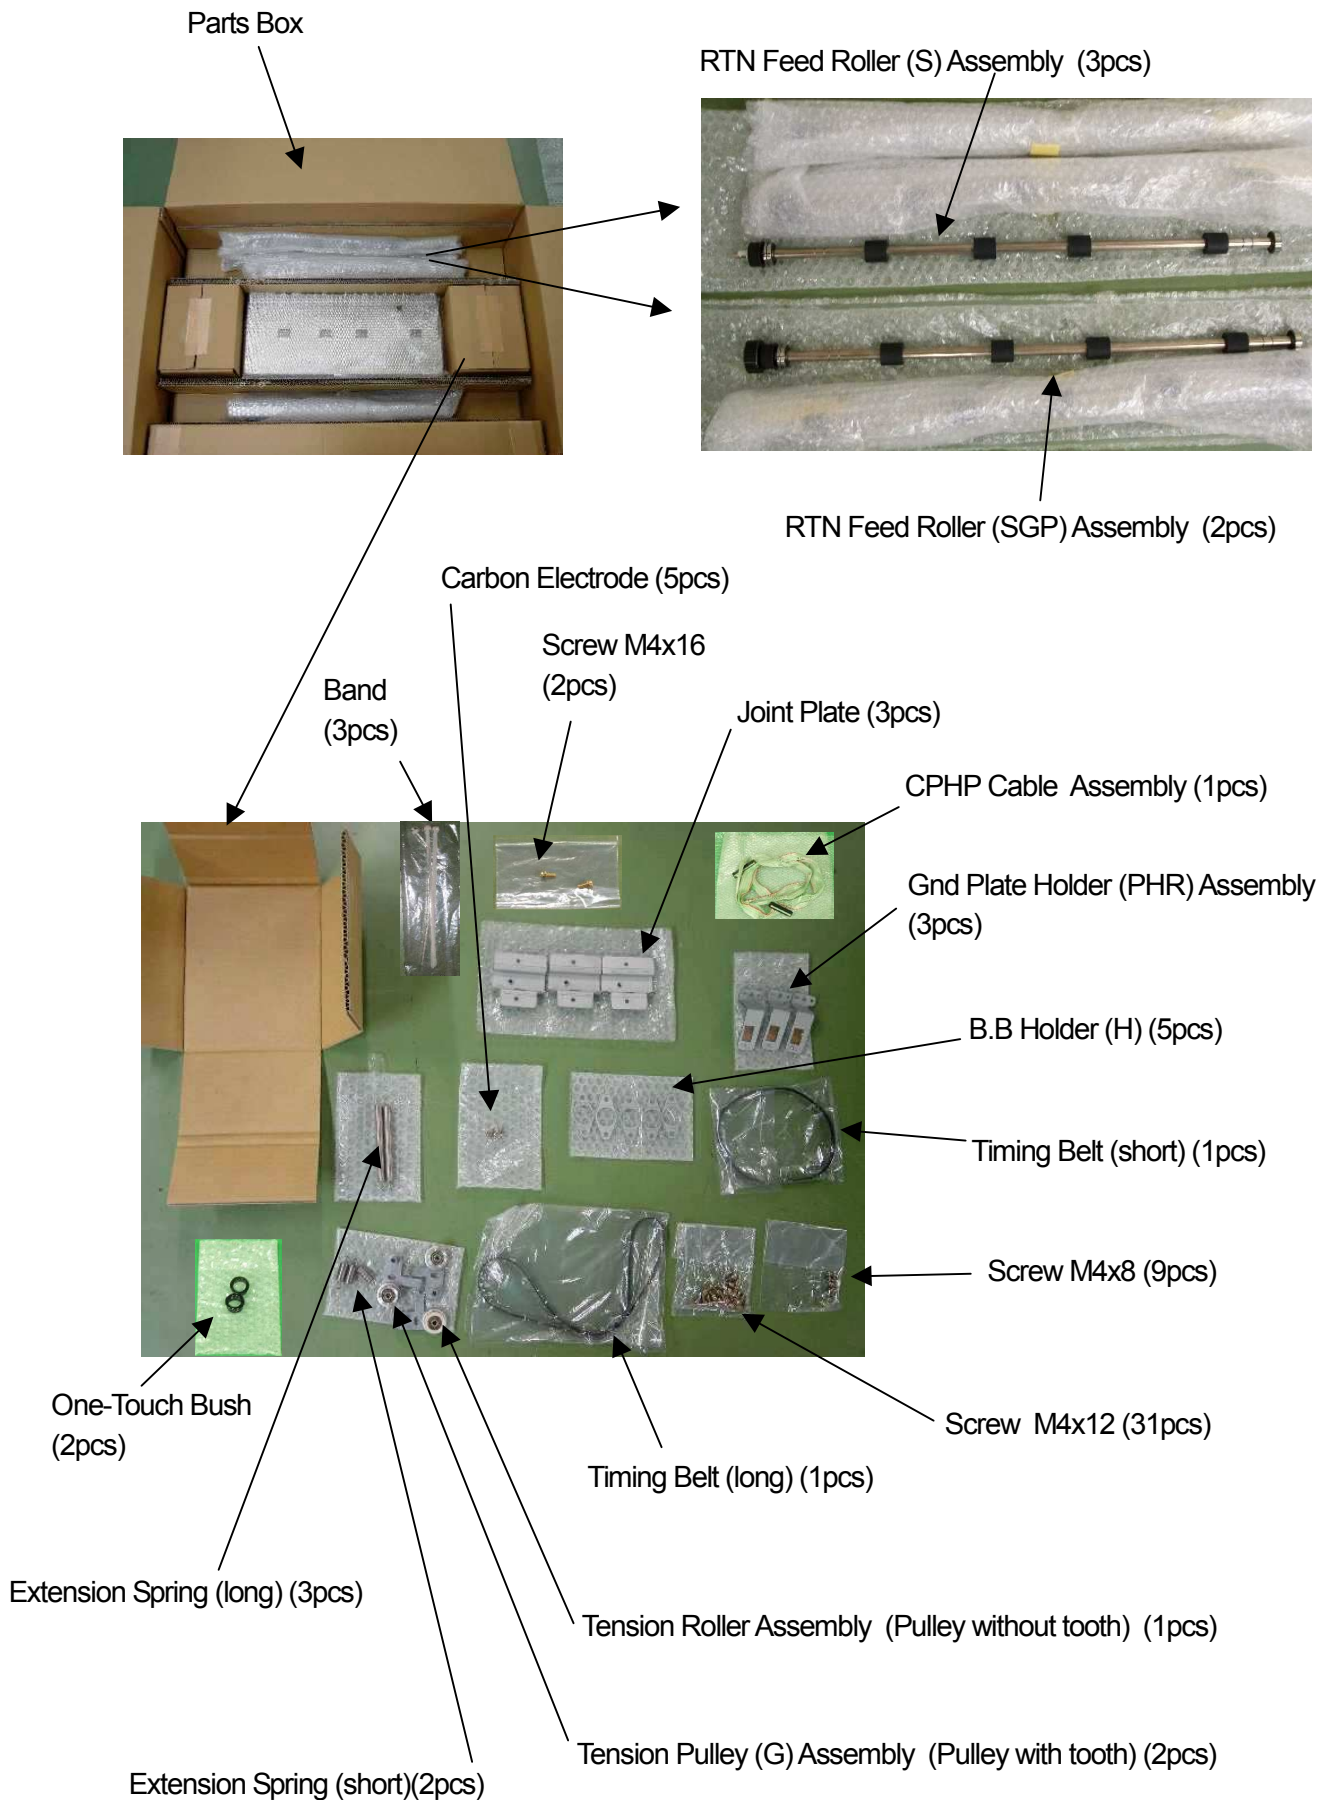 Parts Box
RTN Feed Roller (S) Assembly (3pcs)
RTN Feed Roller (SGP) Assembly (2pcs)
Carbon Electrode (5pcs)
Screw M4x16
(2pcs)
Band
(3pcs)
Joint Plate (3pcs)
CPHP Cable Assembly (1pcs)
Gnd Plate Holder (PHR) Assembly
(3pcs)
B.B Holder (H) (5pcs)
Timing Belt (short) (1pcs)
Screw M4x8 (9pcs)
One-Touch Bush
(2pcs)
Screw M4x12 (31pcs)
Timing Belt (long) (1pcs)
Extension Spring (long) (3pcs)
Tension Roller Assembly (Pulley without tooth) (1pcs)
Tension Pulley (G) Assembly (Pulley with tooth) (2pcs)
Extension Spring (short)(2pcs)